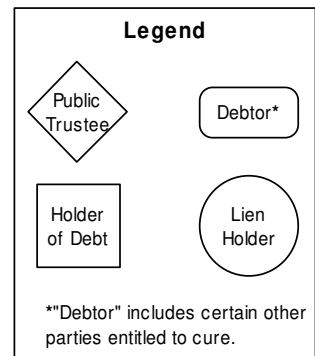 Legend
Public
Trustee
Debtor*
Holder
of Debt
Lien
Holder
*"Debtor" includes certain other
parties entitled to cure.